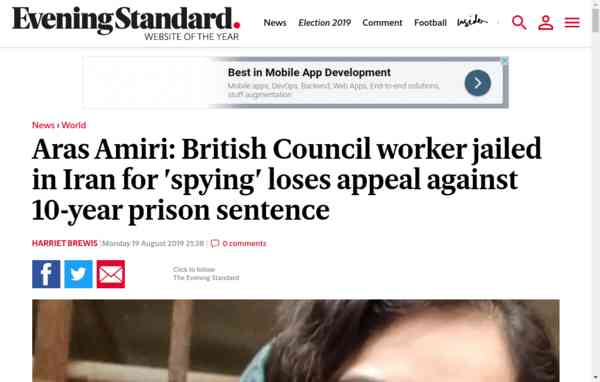 Evening Standard.
WEBSITE OF THE YEAR
News Election 2019 Comment Football Insider
Best in Mobile App Development
Mobile apps, DevOps, Backend, Web Apps, End-to-end solutions,
stuff augmentation
News › World
Aras Amiri: British Council worker jailed
in Iran for 'spying' loses appeal against
10-year prison sentence
HARRIET BREWIS | Monday 19 August 2019 21:38 | 0 comments
Click to follow
The Evening Standard